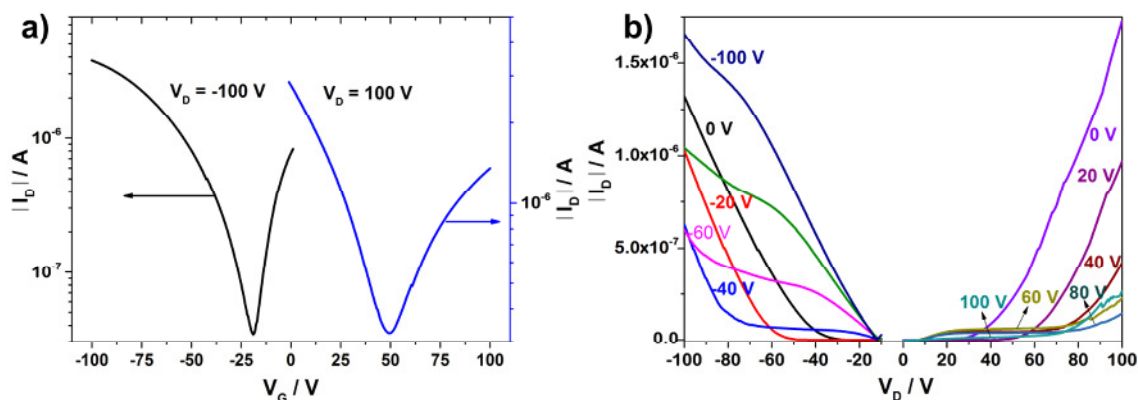 a)
V_D = -100 V
V_D = 100 V
10^-6
10^-7
|I_D| / A
10^-6
|I_D| / A
-100 -75 -50 -25 0 25 50 75 100
V_G / V
b)
1.5x10^-6
1.0x10^-6
5.0x10^-7
0.0
|I_D| / A
-100 V
0 V
-20 V
-60 V
-40 V
0 V
20 V
40 V
60 V
80 V
100 V
-100 -80 -60 -40 -20 0 20 40 60 80 100
V_D / V